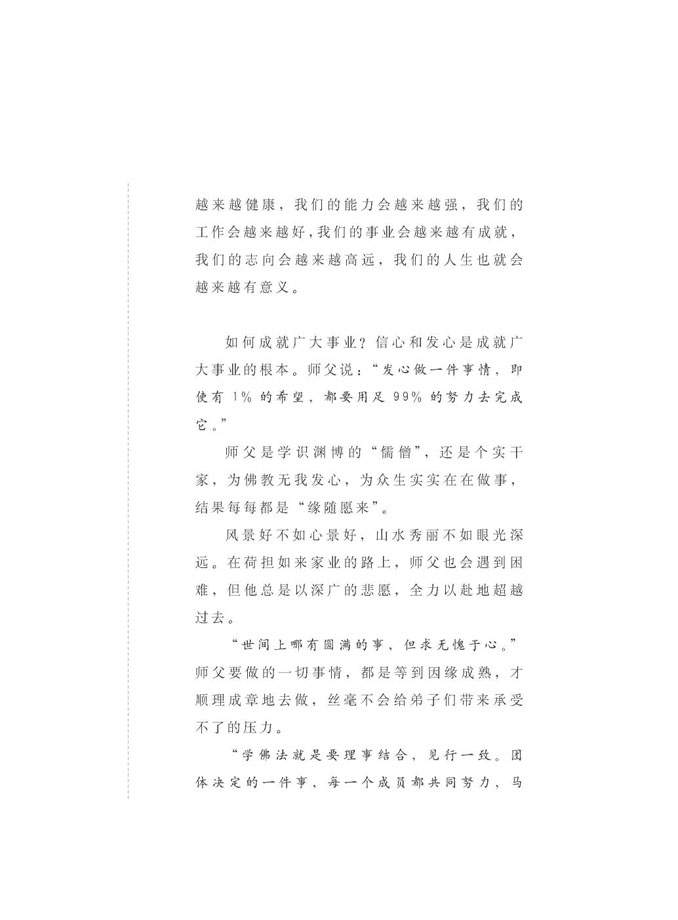 越来越健康，我们的能力会越来越强，我们的
工作会越来越好，我们的事业会越来越有成就，
我们的志向会越来越高远，我们的人生也就会
越来越有意义。
如何成就广大事业？信心和发心是成就广
大事业的根本。师父说：“发心做一件事情，即
使有 1% 的希望，都要用足 99% 的努力去完成
它。”
师父是学识渊博的“儒僧”，还是个实干
家，为佛教无我发心，为众生实实在在做事，
结果每每都是“缘随愿来”。
风景好不如心景好，山水秀丽不如眼光深
远。在荷担如来家业的路上，师父也会遇到困
难，但他总是以深广的悲愿，全力以赴地超越
过去。
“世间上哪有圆满的事，但求无愧于心。”
师父要做的一切事情，都是等到因缘成熟，才
顺理成章地去做，丝毫不会给弟子们带来承受
不了的压力。
“学佛法就是要理事结合，见行一致。团
体决定的一件事，每一个成员都共同努力，马